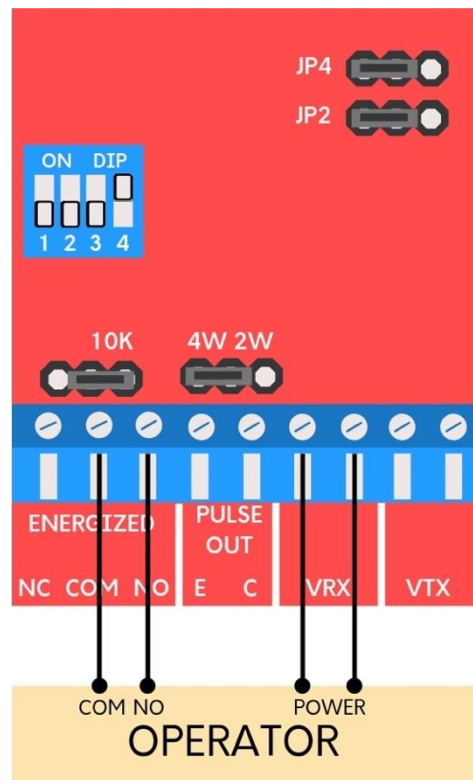 JP4
JP2
ON DIP
1 2 3 4
10K 4W 2W
ENERGIZED
PULSE
OUT
NC COM NO E C VRX VTX
COM NO POWER
OPERATOR